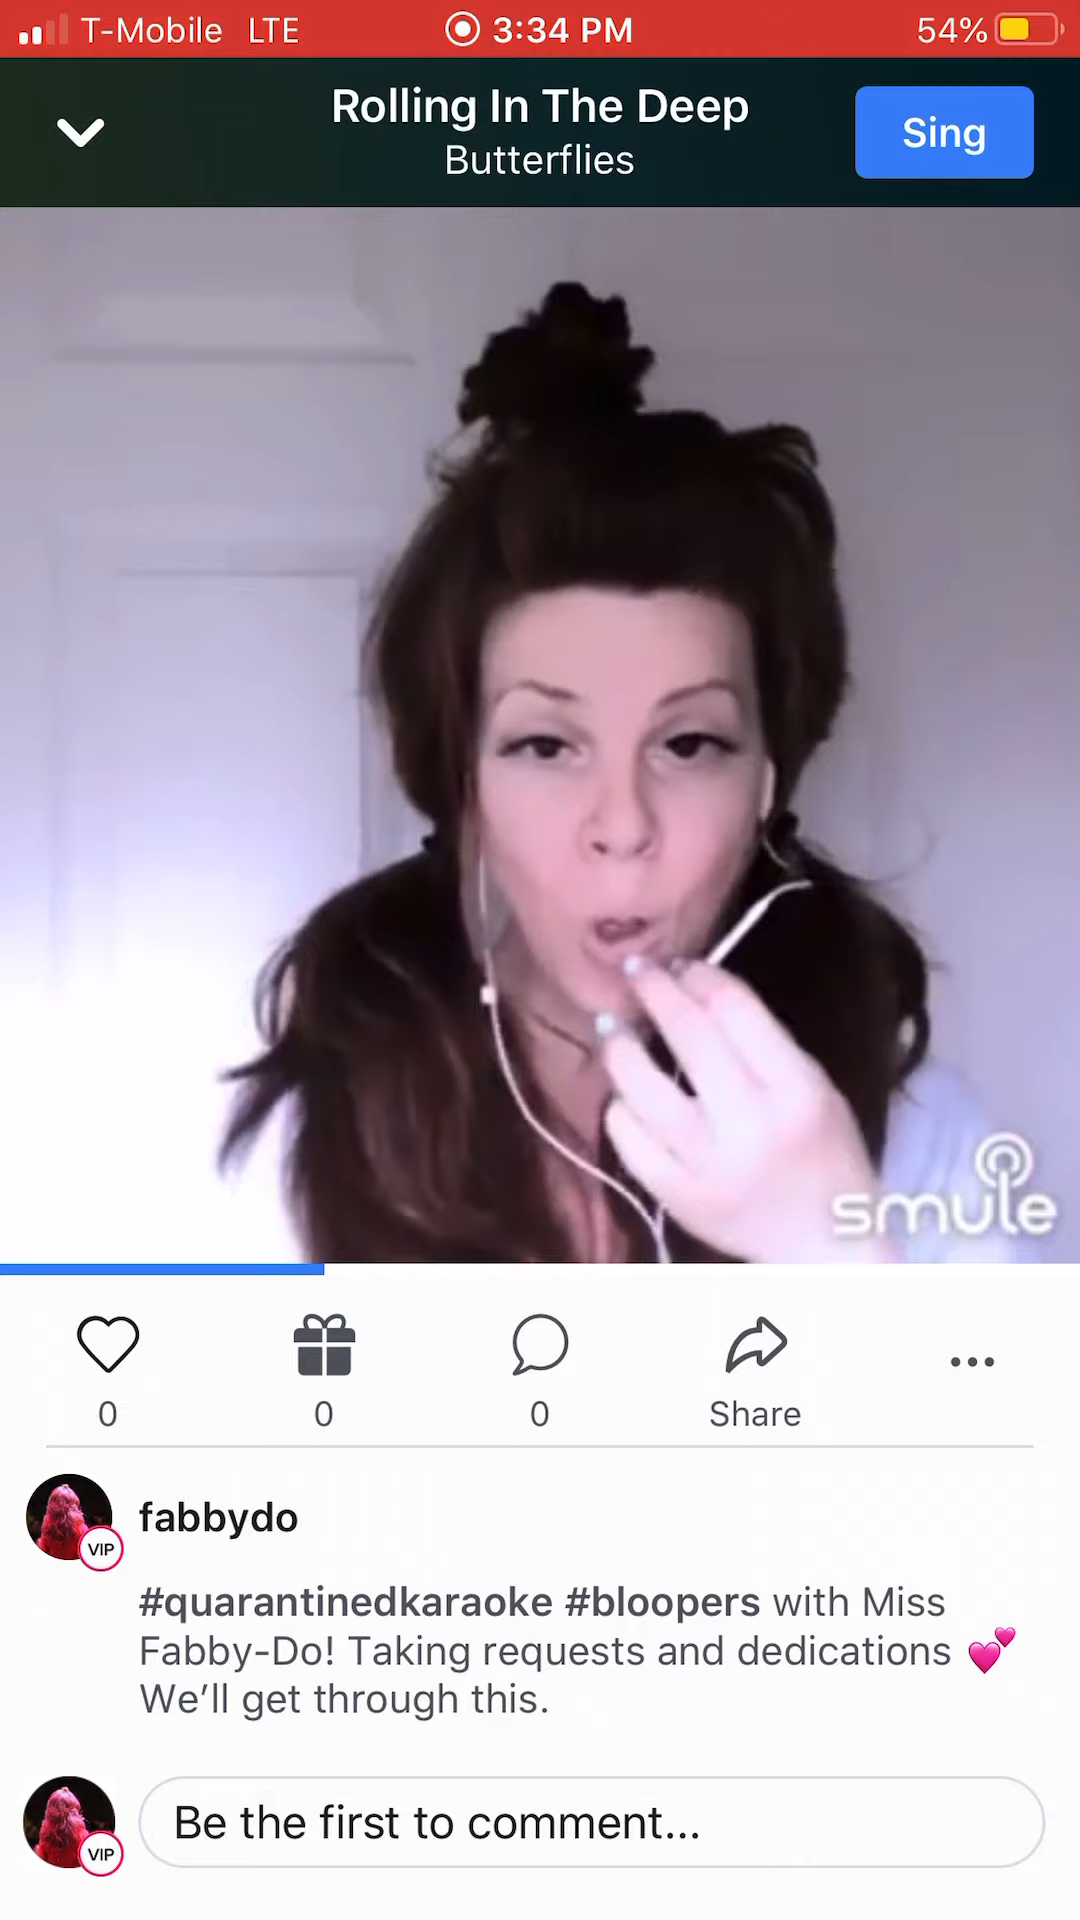 T-Mobile LTE 3:34 PM 54%
Rolling In The Deep
Butterflies
Sing
smule
0 0 0 Share
fabbydo
VIP
#quarantinedkaraoke #bloopers with Miss
Fabby-Do! Taking requests and dedications 💕
We’ll get through this.
Be the first to comment...
VIP